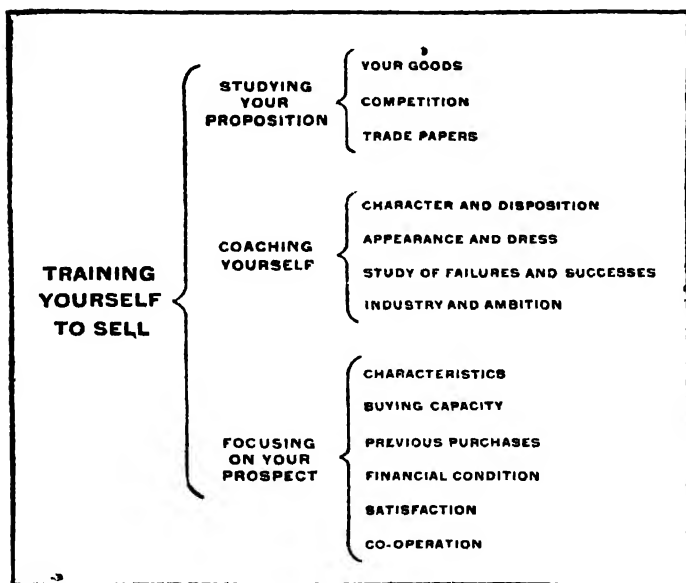 TRAINING
YOURSELF
TO SELL
STUDYING
YOUR
PROPOSITION
YOUR GOODS
COMPETITION
TRADE PAPERS
COACHING
YOURSELF
CHARACTER AND DISPOSITION
APPEARANCE AND DRESS
STUDY OF FAILURES AND SUCCESSES
INDUSTRY AND AMBITION
FOCUSING
ON YOUR
PROSPECT
CHARACTERISTICS
BUYING CAPACITY
PREVIOUS PURCHASES
FINANCIAL CONDITION
SATISFACTION
CO-OPERATION